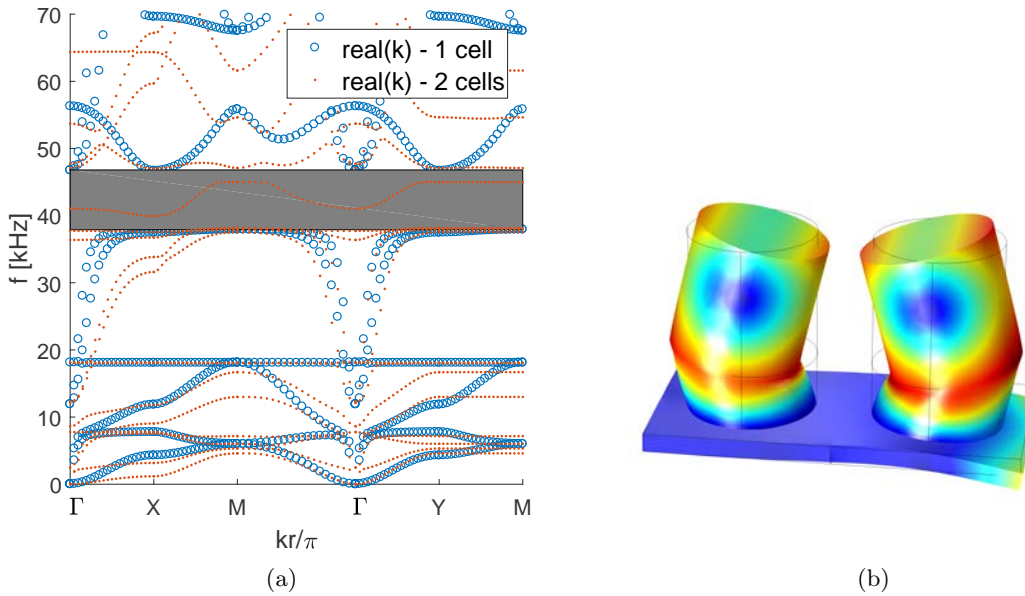 70
60
50
40
30
20
10
0
f [kHz]
real(k) - 1 cell
real(k) - 2 cells
Γ X M Γ Y M
kr/π
(a)
(b)